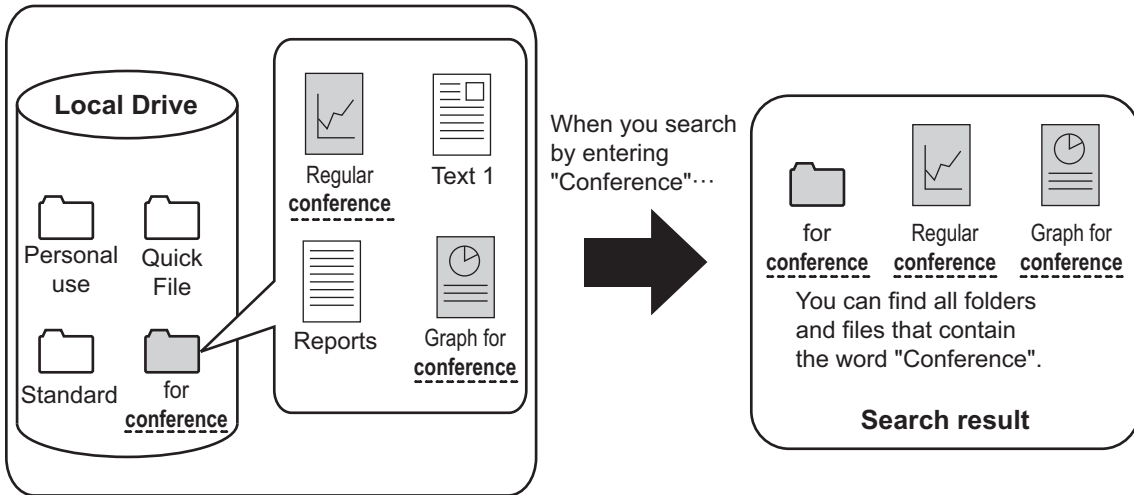 Local Drive
Personal
use
Quick
File
Standard
for
conference
Regular
conference
Text 1
Reports
Graph for
conference
When you search
by entering
"Conference"···
for
conference
Regular
conference
Graph for
conference
You can find all folders
and files that contain
the word "Conference".
Search result